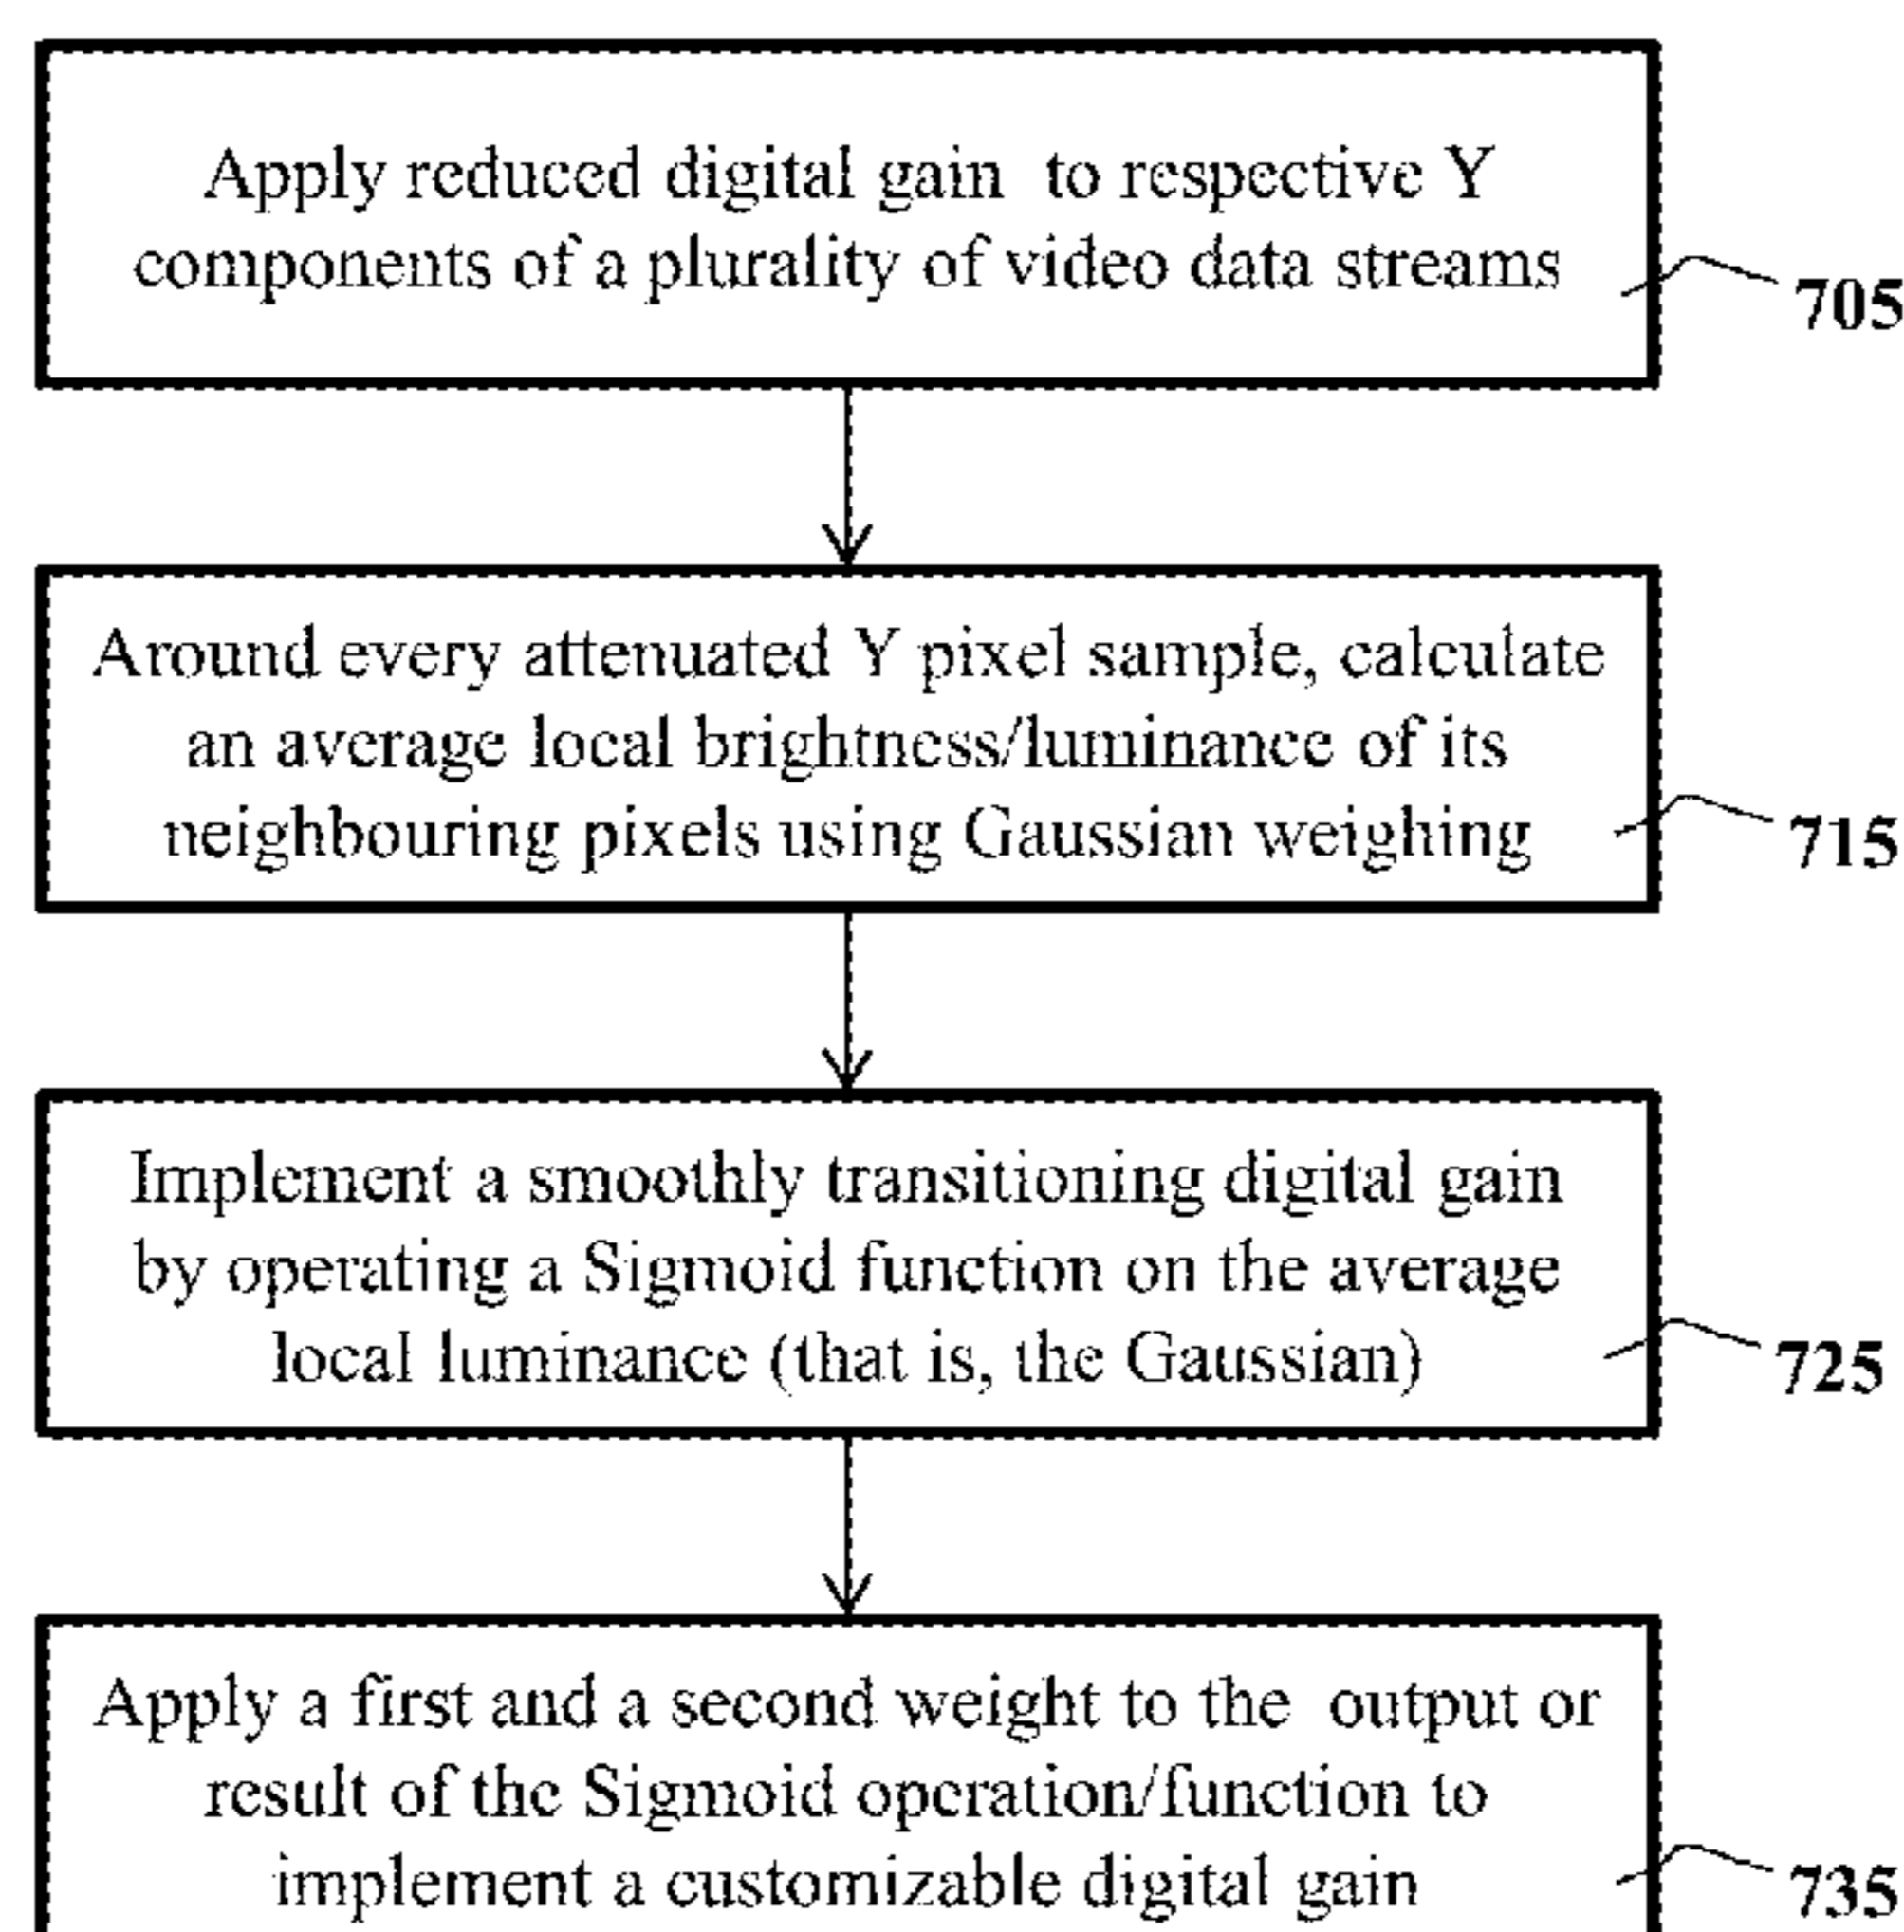 Apply reduced digital gain to respective Y
components of a plurality of video data streams
705
Around every attenuated Y pixel sample, calculate
an average local brightness/luminance of its
neighbouring pixels using Gaussian weighing
715
Implement a smoothly transitioning digital gain
by operating a Sigmoid function on the average
local luminance (that is, the Gaussian)
725
Apply a first and a second weight to the output or
result of the Sigmoid operation/function to
implement a customizable digital gain
735